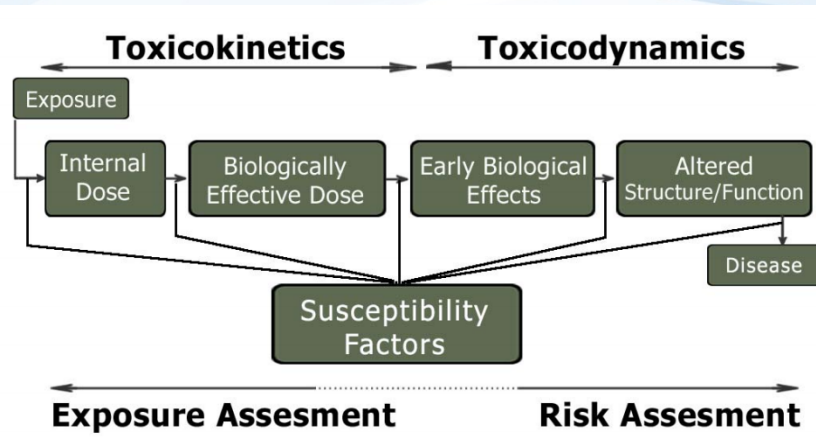 Toxicokinetics
Toxicodynamics
Exposure
Internal
Dose
Biologically
Effective Dose
Early Biological
Effects
Altered
Structure/Function
Disease
Susceptibility
Factors
Exposure Assesment
Risk Assesment